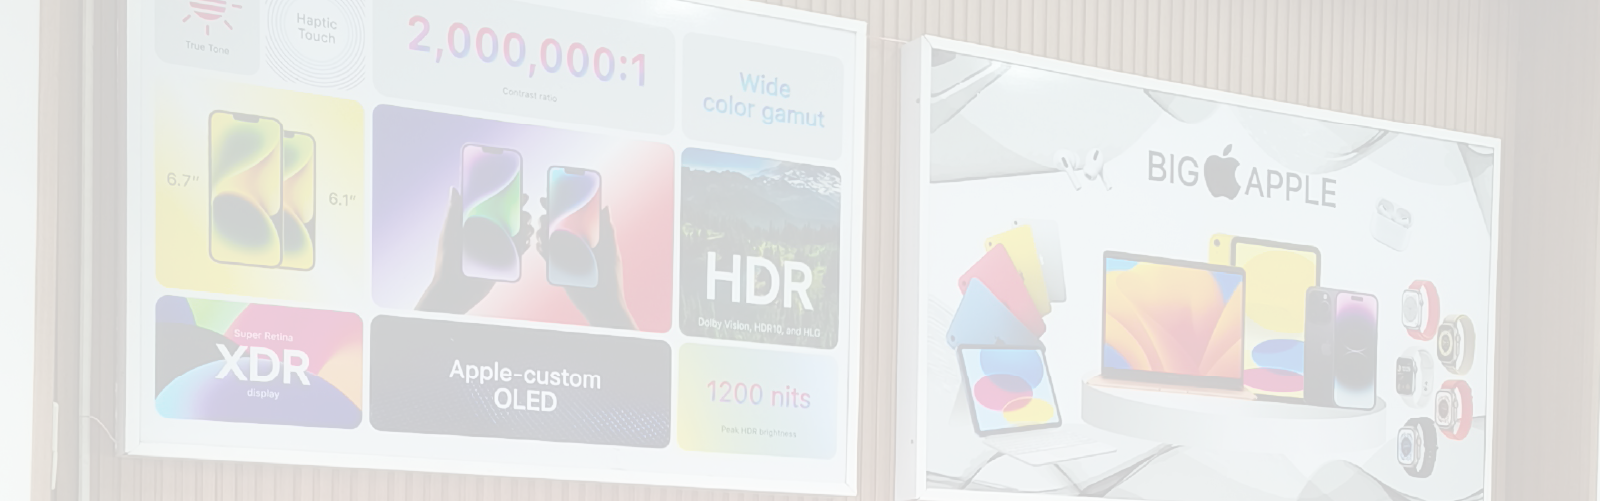 True Tone
Haptic
Touch
2,000,000:1
Contrast ratio
Wide
color gamut
6.7"
6.1"
HDR
Dolby Vision, HDR10, and HLG
Super Retina
XDR
display
Apple-custom
OLED
1200 nits
Peak HDR brightness
BIG APPLE